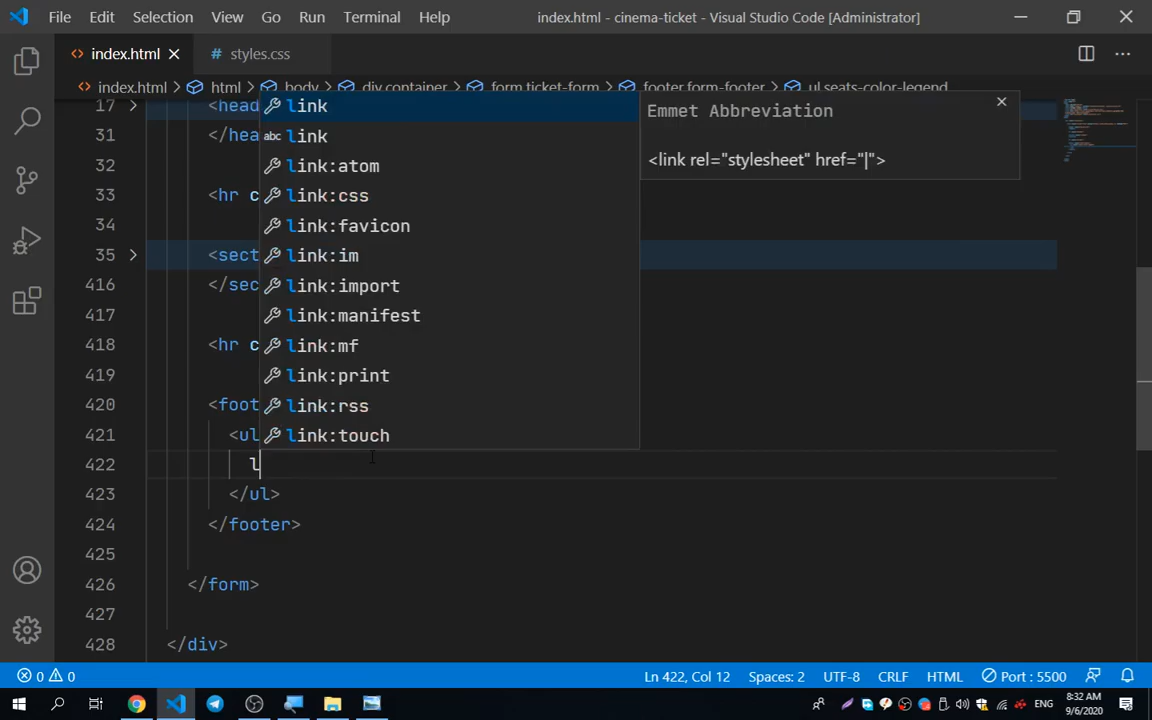 File Edit Selection View Go Run Terminal Help index.html - cinema-ticket - Visual Studio Code [Administrator]
<> index.html # styles.css
<> index.html > html > body > div.container > form.ticket-form > footer.form-footer > ul.seats-color-legend
17 <head
31 </hea
32
33 <hr c
34
35 <sect
416 </sec
417
418 <hr c
419
420 <foot
421 <ul
422 l
423 </ul>
424 </footer>
425
426 </form>
427
428 </div>
link
abc link
link:atom
link:css
link:favicon
link:im
link:import
link:manifest
link:mf
link:print
link:rss
link:touch
Emmet Abbreviation
<link rel="stylesheet" href="|">
0 0 Ln 422, Col 12 Spaces: 2 UTF-8 CRLF HTML Port : 5500
ENG 8:32 AM
9/6/2020